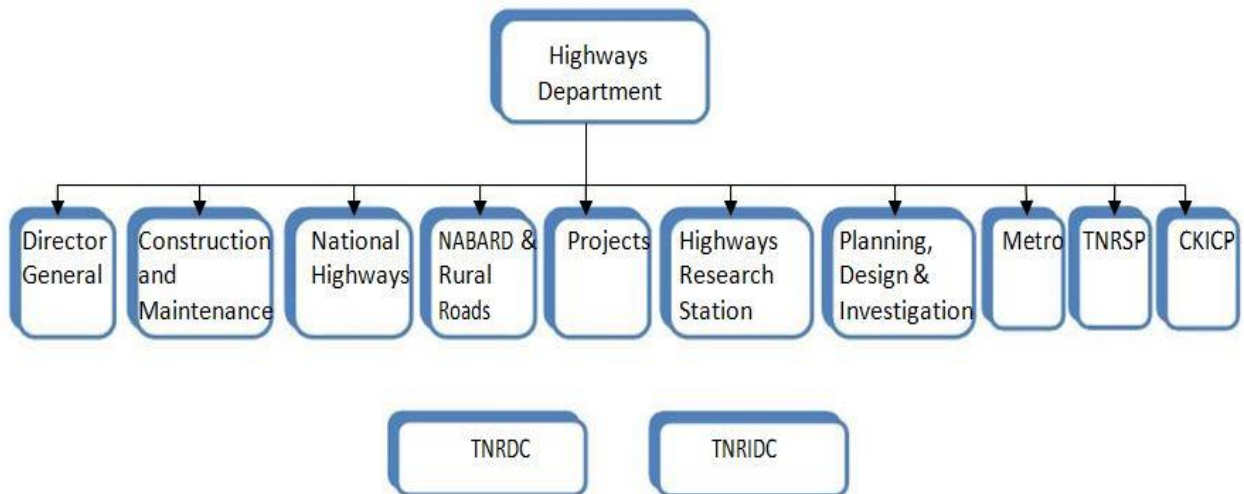 Highways
Department
Director
General
Construction
and
Maintenance
National
Highways
NABARD &
Rural
Roads
Projects
Highways
Research
Station
Planning,
Design &
Investigation
Metro
TNRSP
CKICP
TNRDC
TNRIDC